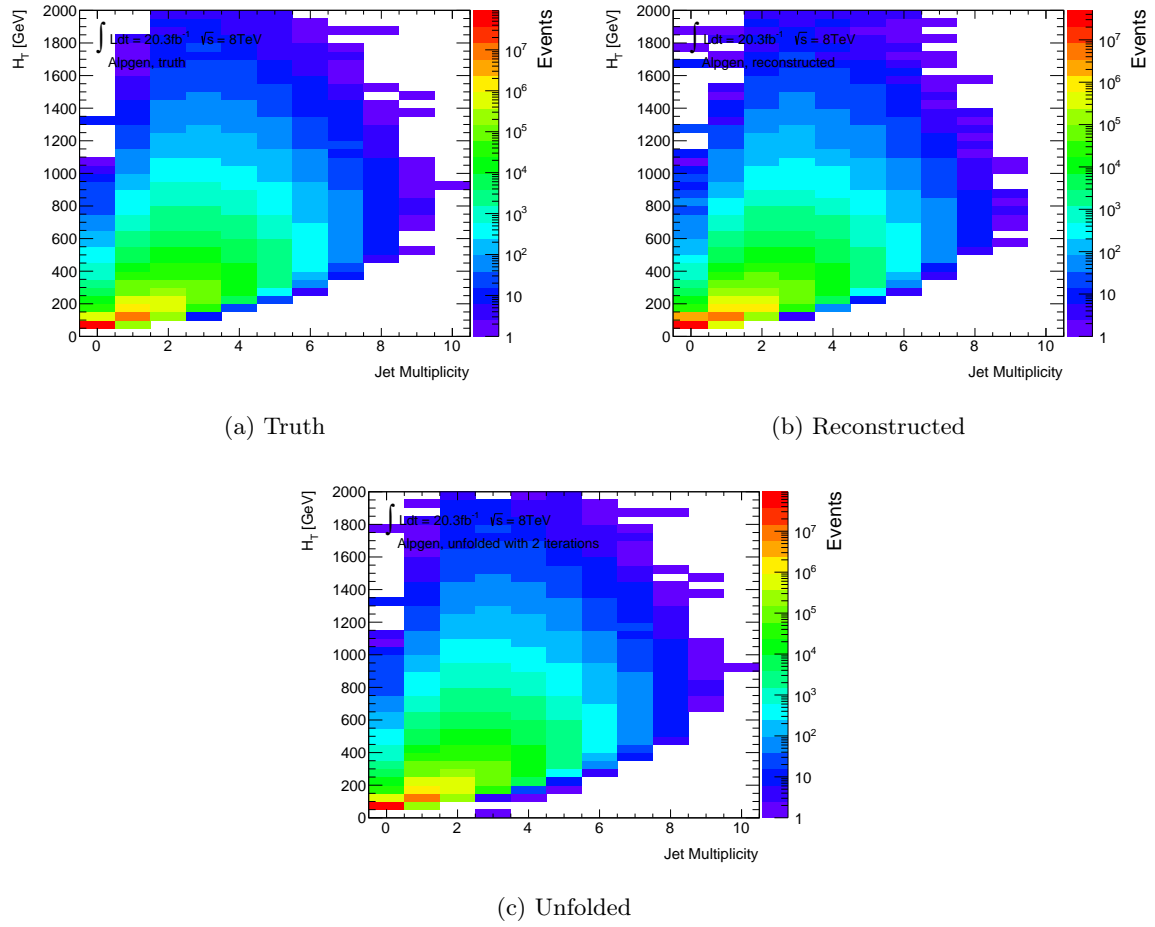 H_T [GeV]
2000
1800
1600
1400
1200
1000
800
600
400
200
0
∫ Ldt = 20.3fb⁻¹ √s = 8TeV
Alpgen, truth
0 2 4 6 8 10
Jet Multiplicity
Events
10⁷
10⁶
10⁵
10⁴
10³
10²
10
1
(a) Truth
H_T [GeV]
2000
1800
1600
1400
1200
1000
800
600
400
200
0
∫ Ldt = 20.3fb⁻¹ √s = 8TeV
Alpgen, reconstructed
0 2 4 6 8 10
Jet Multiplicity
Events
10⁷
10⁶
10⁵
10⁴
10³
10²
10
1
(b) Reconstructed
H_T [GeV]
2000
1800
1600
1400
1200
1000
800
600
400
200
0
∫ Ldt = 20.3fb⁻¹ √s = 8TeV
Alpgen, unfolded with 2 iterations
0 2 4 6 8 10
Jet Multiplicity
Events
10⁷
10⁶
10⁵
10⁴
10³
10²
10
1
(c) Unfolded